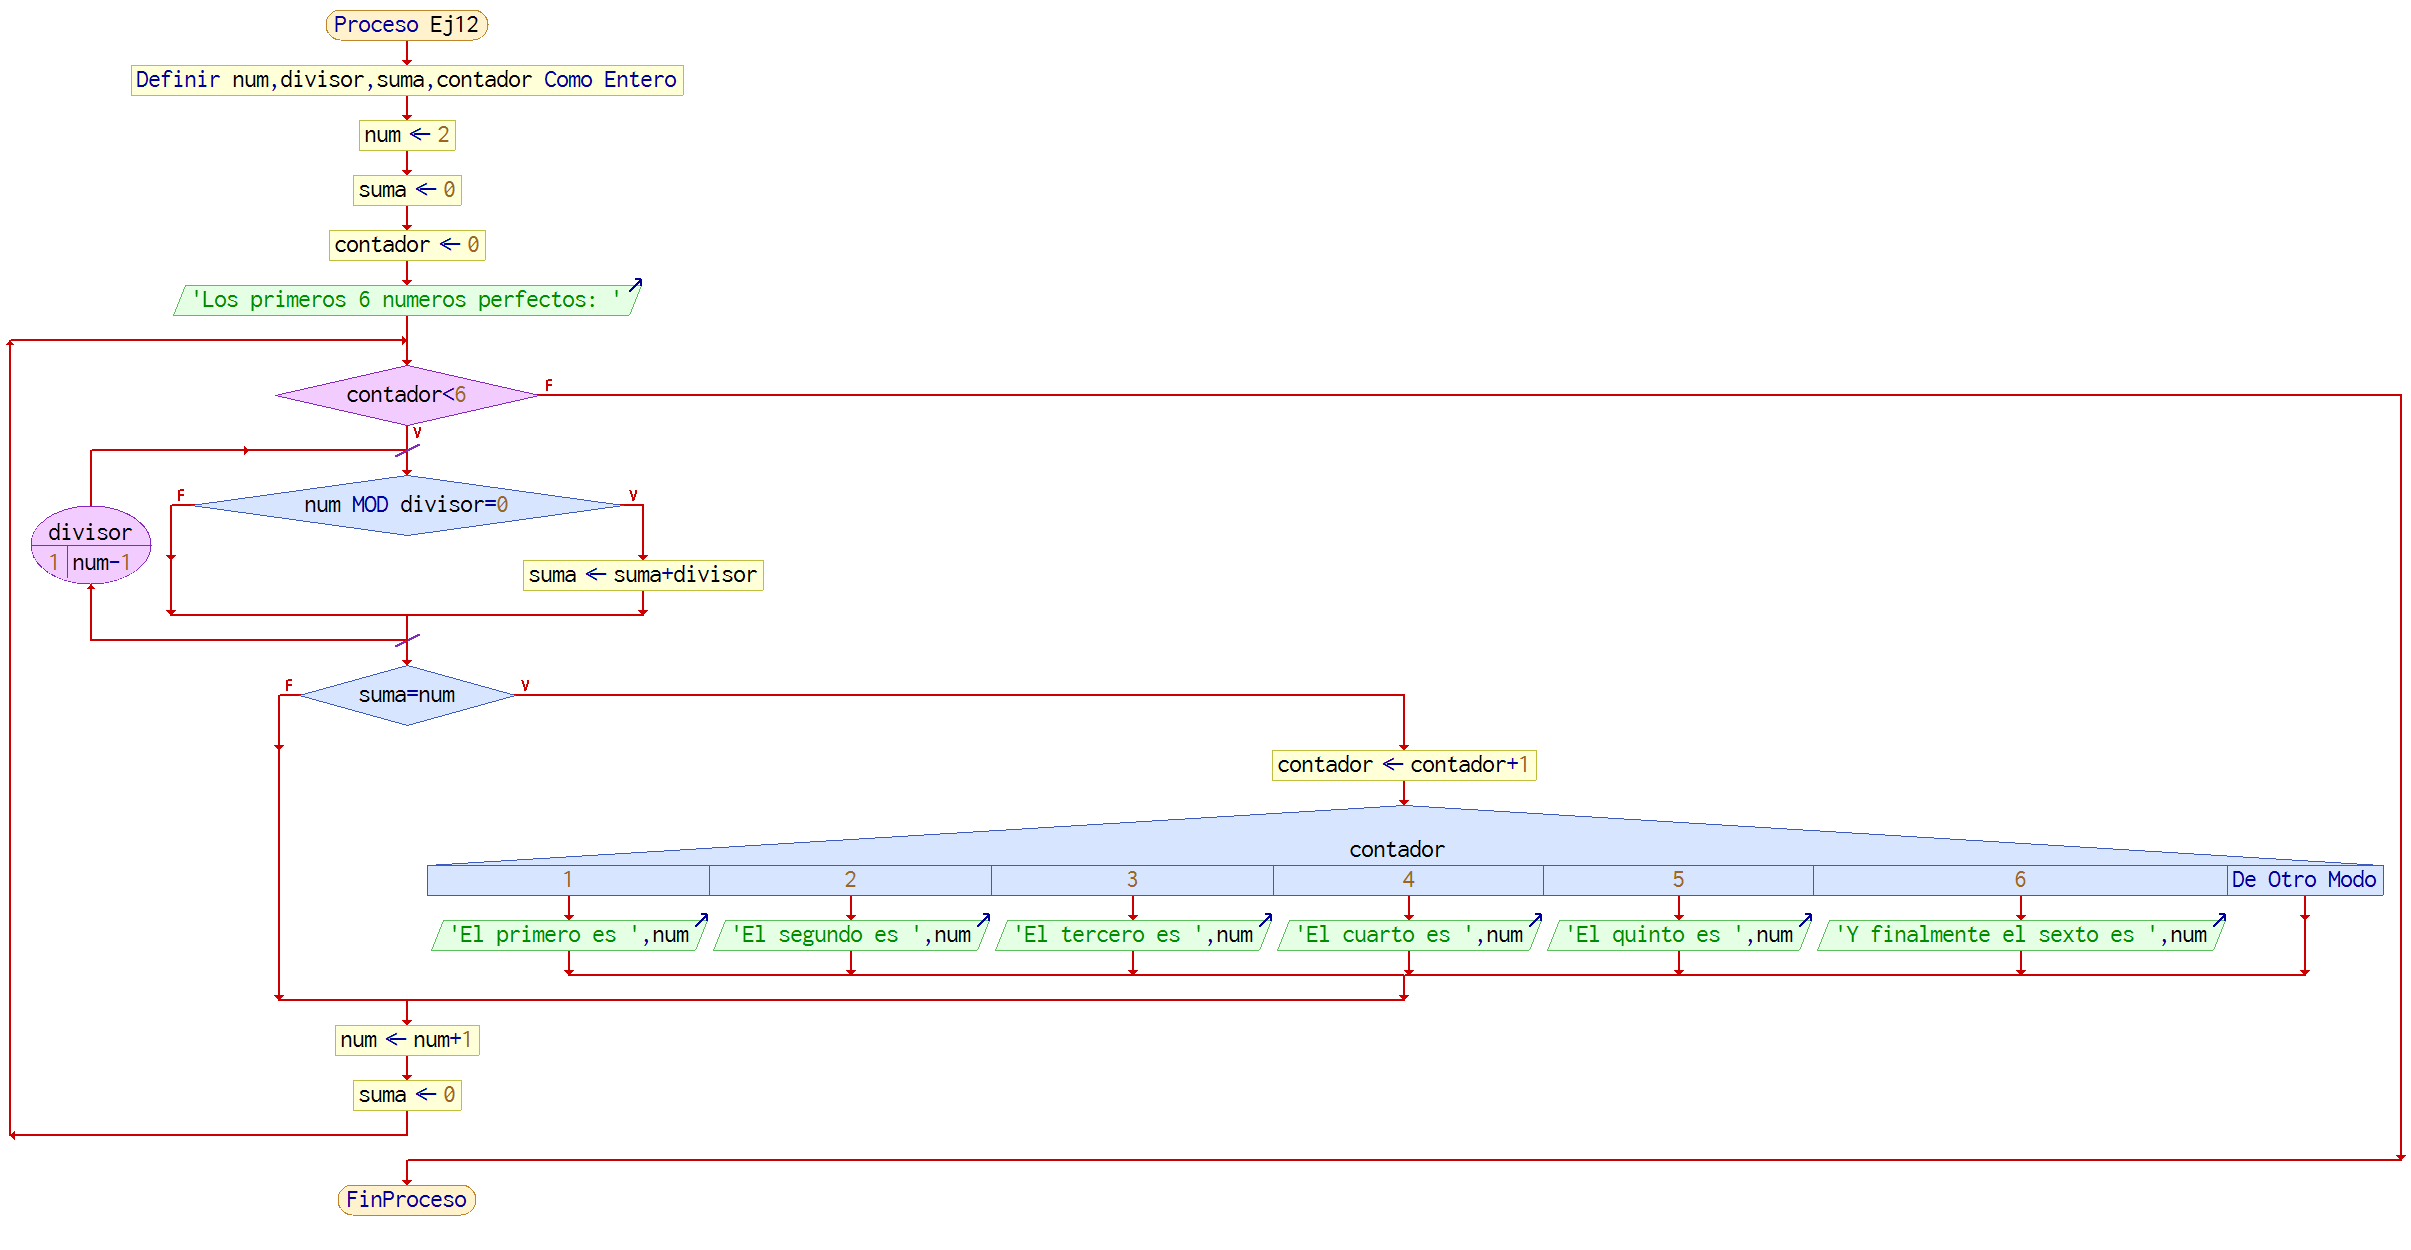 Proceso Ej12
Definir num,divisor,suma,contador Como Entero
num ← 2
suma ← 0
contador ← 0
'Los primeros 6 numeros perfectos: '
contador<6
F
V
num MOD divisor=0
F
V
divisor
1 num-1
suma ← suma+divisor
suma=num
F
V
contador ← contador+1
contador
1 2 3 4 5 6 De Otro Modo
'El primero es ',num 'El segundo es ',num 'El tercero es ',num 'El cuarto es ',num 'El quinto es ',num 'Y finalmente el sexto es ',num
num ← num+1
suma ← 0
FinProceso